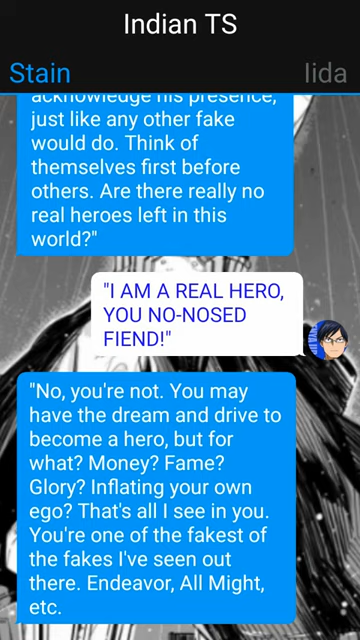 Indian TS
Stain
Iida
acknowledge his presence,
just like any other fake
would do. Think of
themselves first before
others. Are there really no
real heroes left in this
world?"
"I AM A REAL HERO,
YOU NO-NOSED
FIEND!"
"No, you're not. You may
have the dream and drive to
become a hero, but for
what? Money? Fame?
Glory? Inflating your own
ego? That's all I see in you.
You're one of the fakest of
the fakes I've seen out
there. Endeavor, All Might,
etc.